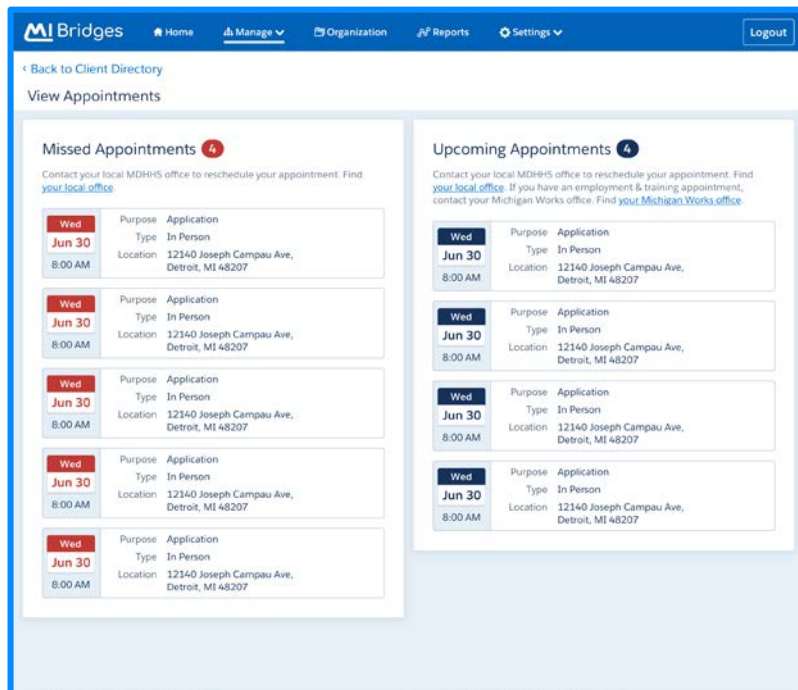 MI Bridges Home Manage Organization Reports Settings Logout
‹ Back to Client Directory
View Appointments
Missed Appointments 4
Contact your local MDHHS office to reschedule your appointment. Find
your local office.
Wed
Jun 30
8:00 AM
Purpose Application
Type In Person
Location 12140 Joseph Campau Ave,
Detroit, MI 48207
Wed
Jun 30
8:00 AM
Purpose Application
Type In Person
Location 12140 Joseph Campau Ave,
Detroit, MI 48207
Wed
Jun 30
8:00 AM
Purpose Application
Type In Person
Location 12140 Joseph Campau Ave,
Detroit, MI 48207
Wed
Jun 30
8:00 AM
Purpose Application
Type In Person
Location 12140 Joseph Campau Ave,
Detroit, MI 48207
Wed
Jun 30
8:00 AM
Purpose Application
Type In Person
Location 12140 Joseph Campau Ave,
Detroit, MI 48207
Upcoming Appointments 4
Contact your local MDHHS office to reschedule your appointment. Find
your local office. If you have an employment & training appointment,
contact your Michigan Works office. Find your Michigan Works office.
Wed
Jun 30
8:00 AM
Purpose Application
Type In Person
Location 12140 Joseph Campau Ave,
Detroit, MI 48207
Wed
Jun 30
8:00 AM
Purpose Application
Type In Person
Location 12140 Joseph Campau Ave,
Detroit, MI 48207
Wed
Jun 30
8:00 AM
Purpose Application
Type In Person
Location 12140 Joseph Campau Ave,
Detroit, MI 48207
Wed
Jun 30
8:00 AM
Purpose Application
Type In Person
Location 12140 Joseph Campau Ave,
Detroit, MI 48207